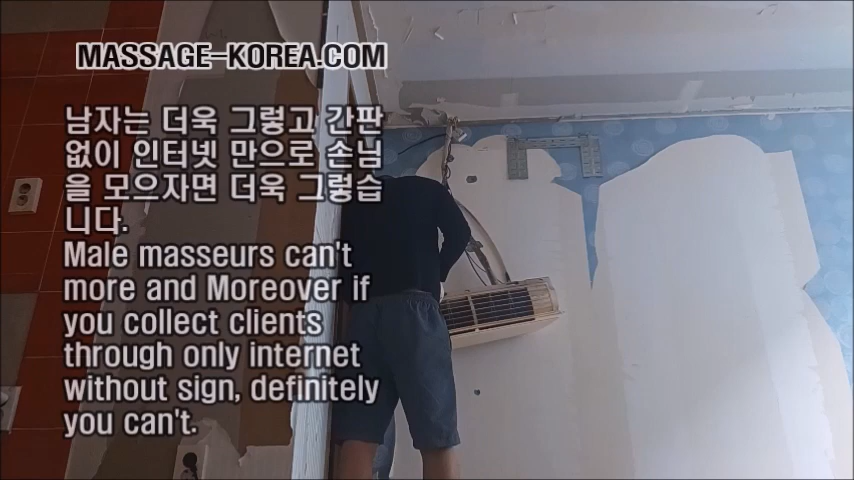 MASSAGE-KOREA.COM
남자는 더욱 그렇고 간판
없이 인터넷 만으로 손님
을 모으자면 더욱 그렇습
니다.
Male masseurs can't
more and Moreover if
you collect clients
through only internet
without sign, definitely
you can't.